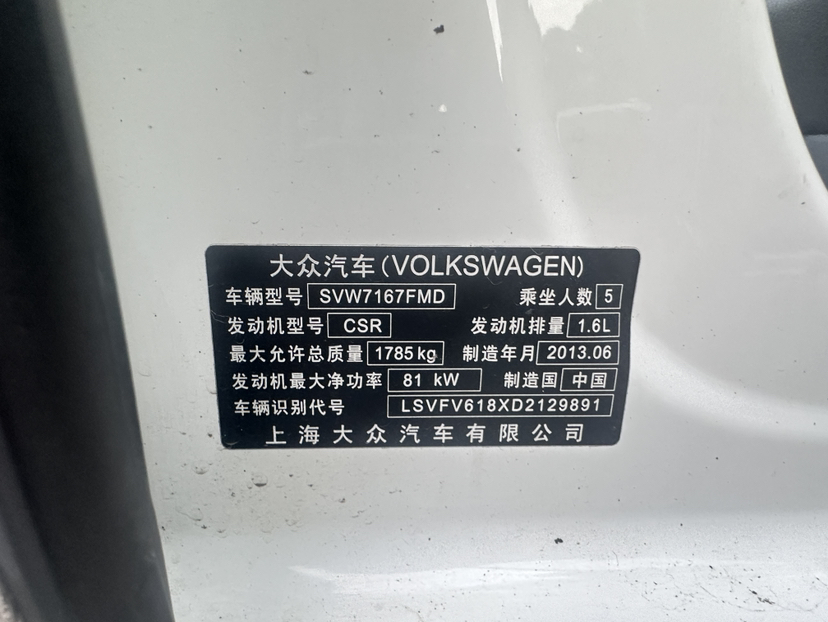 大众汽车(VOLKSWAGEN)
车辆型号 SVW7167FMD 乘坐人数 5
发动机型号 CSR 发动机排量 1.6L
最大允许总质量 1785kg 制造年月 2013.06
发动机最大净功率 81 kW 制造国 中国
车辆识别代号 LSVFV618XD2129891
上海大众汽车有限公司